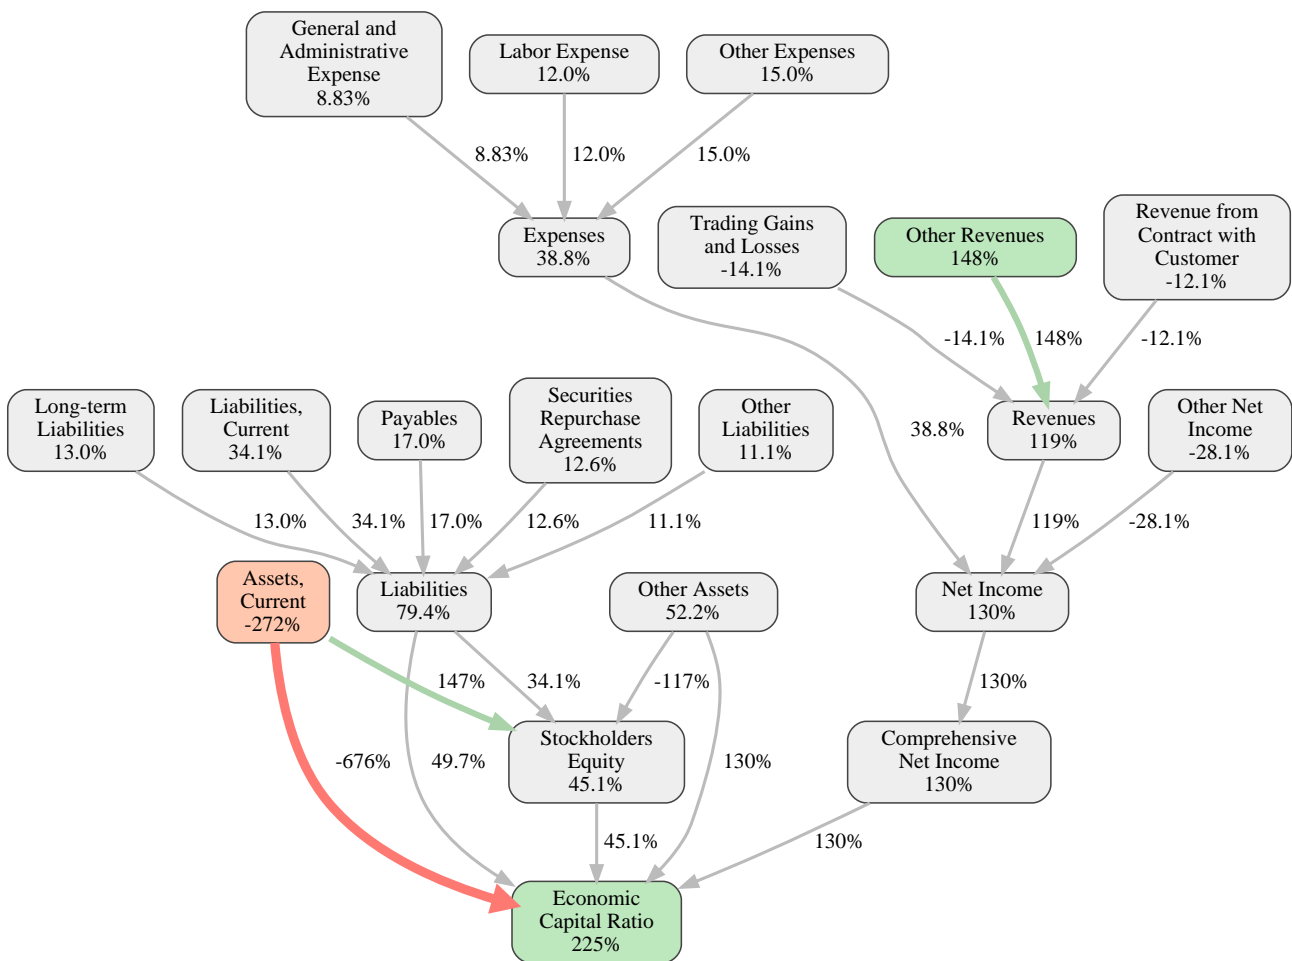 General and
Administrative
Expense
8.83%
Labor Expense
12.0%
Other Expenses
15.0%
8.83%
12.0%
15.0%
Expenses
38.8%
Trading Gains
and Losses
-14.1%
Other Revenues
148%
Revenue from
Contract with
Customer
-12.1%
-14.1%
148%
-12.1%
Long-term
Liabilities
13.0%
Liabilities,
Current
34.1%
Payables
17.0%
Securities
Repurchase
Agreements
12.6%
Other
Liabilities
11.1%
38.8%
Revenues
119%
Other Net
Income
-28.1%
13.0%
34.1%
17.0%
12.6%
11.1%
119%
-28.1%
Assets,
Current
-272%
Liabilities
79.4%
Other Assets
52.2%
Net Income
130%
147%
34.1%
-117%
130%
Stockholders
Equity
45.1%
Comprehensive
Net Income
130%
-676%
49.7%
130%
45.1%
130%
Economic
Capital Ratio
225%